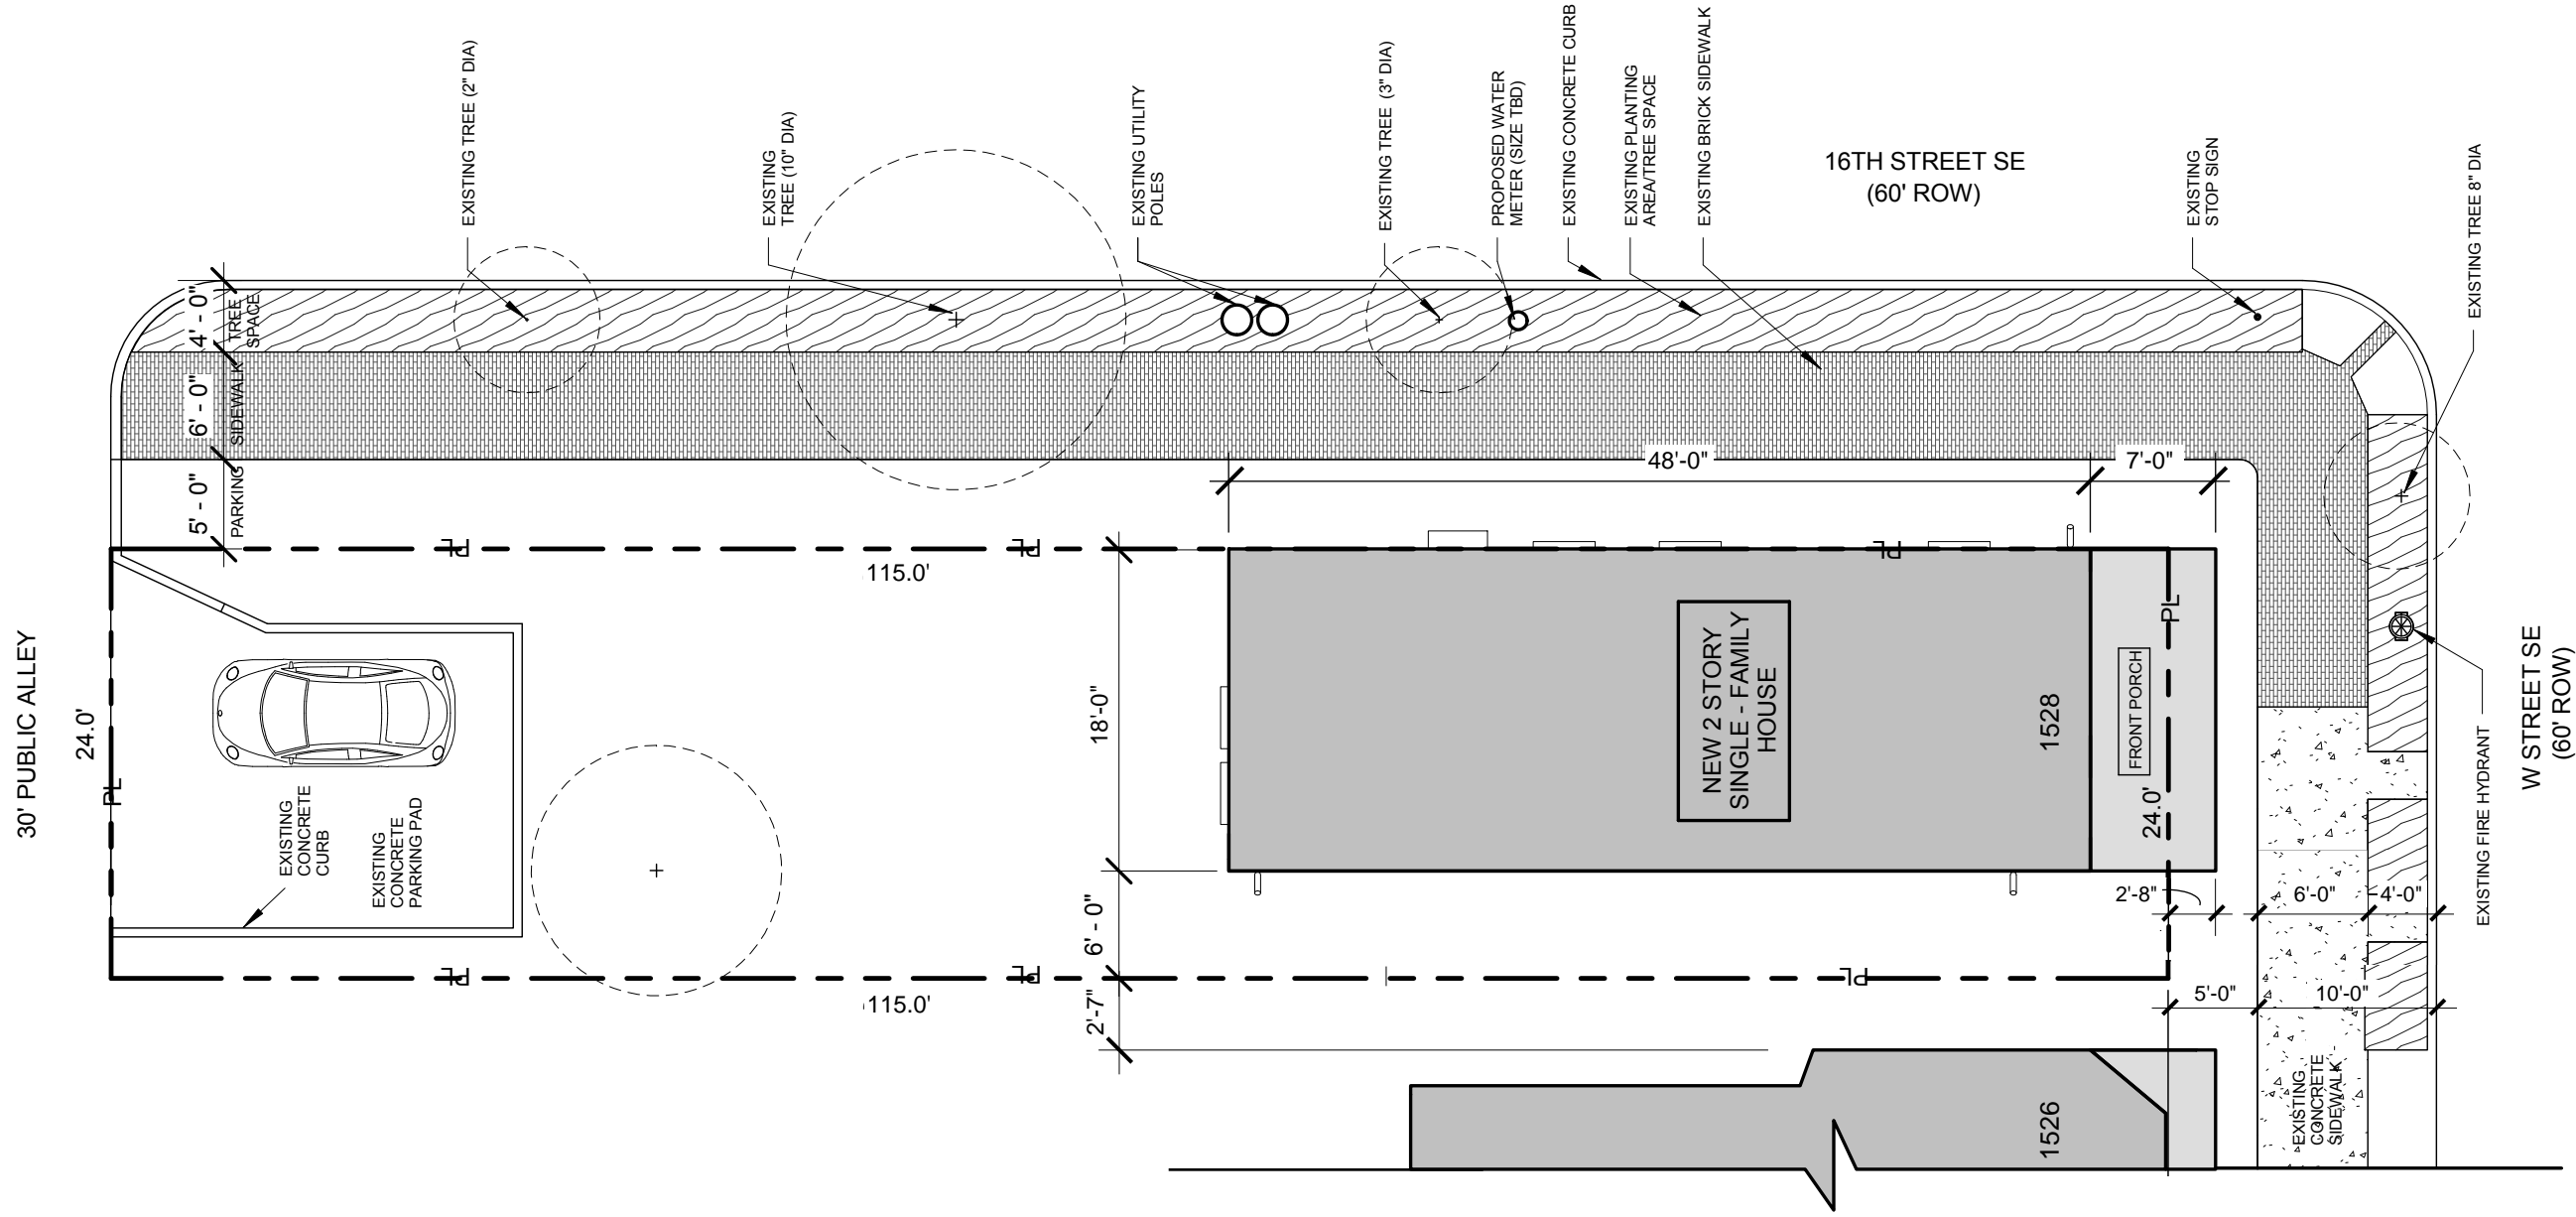 EXISTING TREE (2" DIA)
EXISTING
TREE (10" DIA)
EXISTING UTILITY
POLES
EXISTING TREE (3" DIA)
PROPOSED WATER
METER (SIZE TBD)
EXISTING CONCRETE CURB
EXISTING PLANTING
AREA/TREE SPACE
EXISTING BRICK SIDEWALK
16TH STREET SE
(60' ROW)
EXISTING
STOP SIGN
EXISTING TREE 8" DIA
4' - 0"
TREE
SPACE
6' - 0"
SIDEWALK
5' - 0"
PARKING
48'-0"
7'-0"
PL
PL
PL
115.0'
30' PUBLIC ALLEY
24.0'
PL
EXISTING
CONCRETE
CURB
EXISTING
CONCRETE
PARKING PAD
18'-0"
NEW 2 STORY
SINGLE - FAMILY
HOUSE
1528
FRONT PORCH
PL
24.0'
W STREET SE
(60' ROW)
EXISTING FIRE HYDRANT
2'-8"
6'-0"
4'-0"
6' - 0"
PL
PL
PL
115.0'
2'-7"
5'-0"
10'-0"
1526
EXISTING
CONCRETE
SIDEWALK